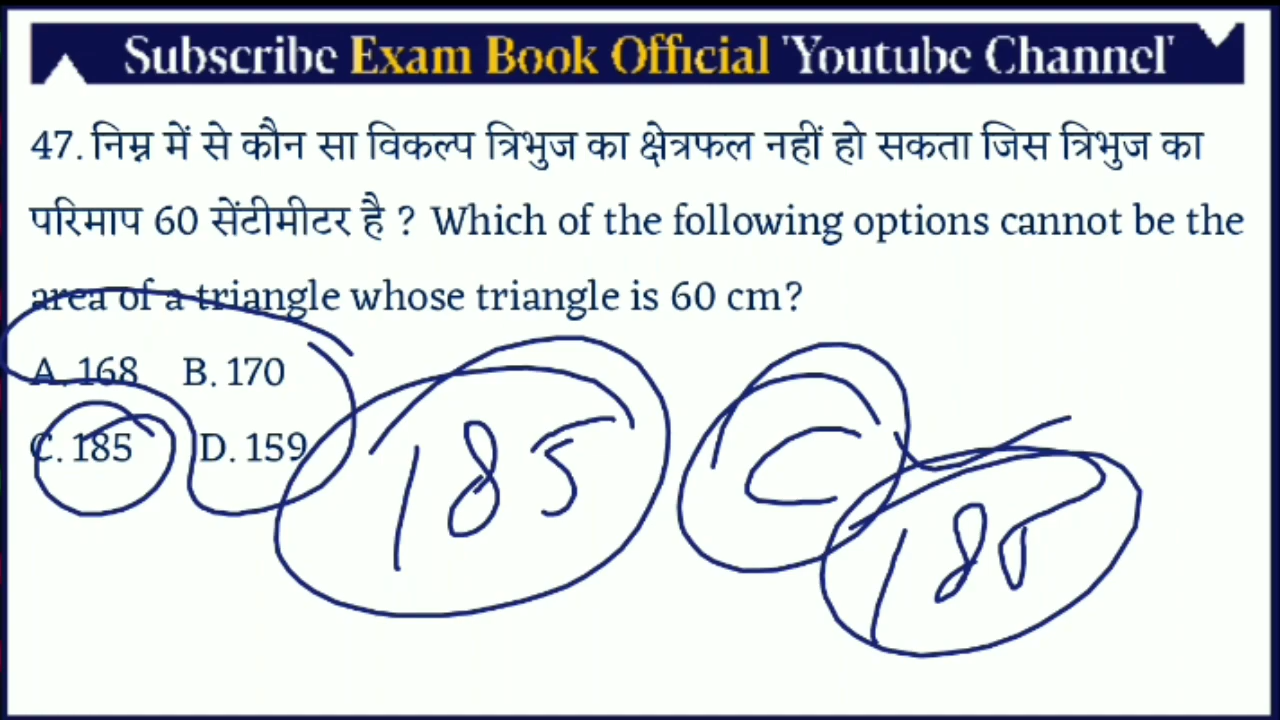 Subscribe Exam Book Official 'Youtube Channel'
47. निम्न में से कौन सा विकल्प त्रिभुज का क्षेत्रफल नहीं हो सकता जिस त्रिभुज का
परिमाप 60 सेंटीमीटर है ? Which of the following options cannot be the
area of a triangle whose triangle is 60 cm?
A. 168 B. 170
C. 185 D. 159
185 C
185